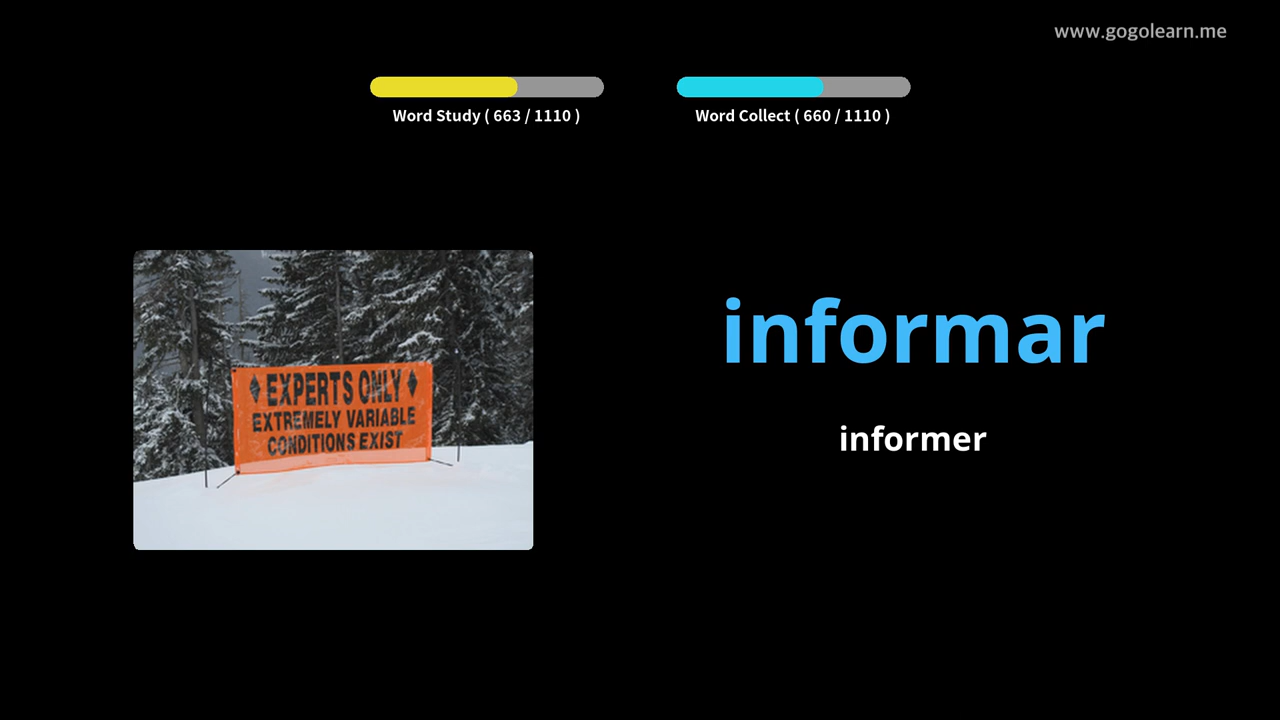 www.gogolearn.me
Word Study ( 663 / 1110 )
Word Collect ( 660 / 1110 )
EXPERTS ONLY
EXTREMELY VARIABLE
CONDITIONS EXIST
informar
informer